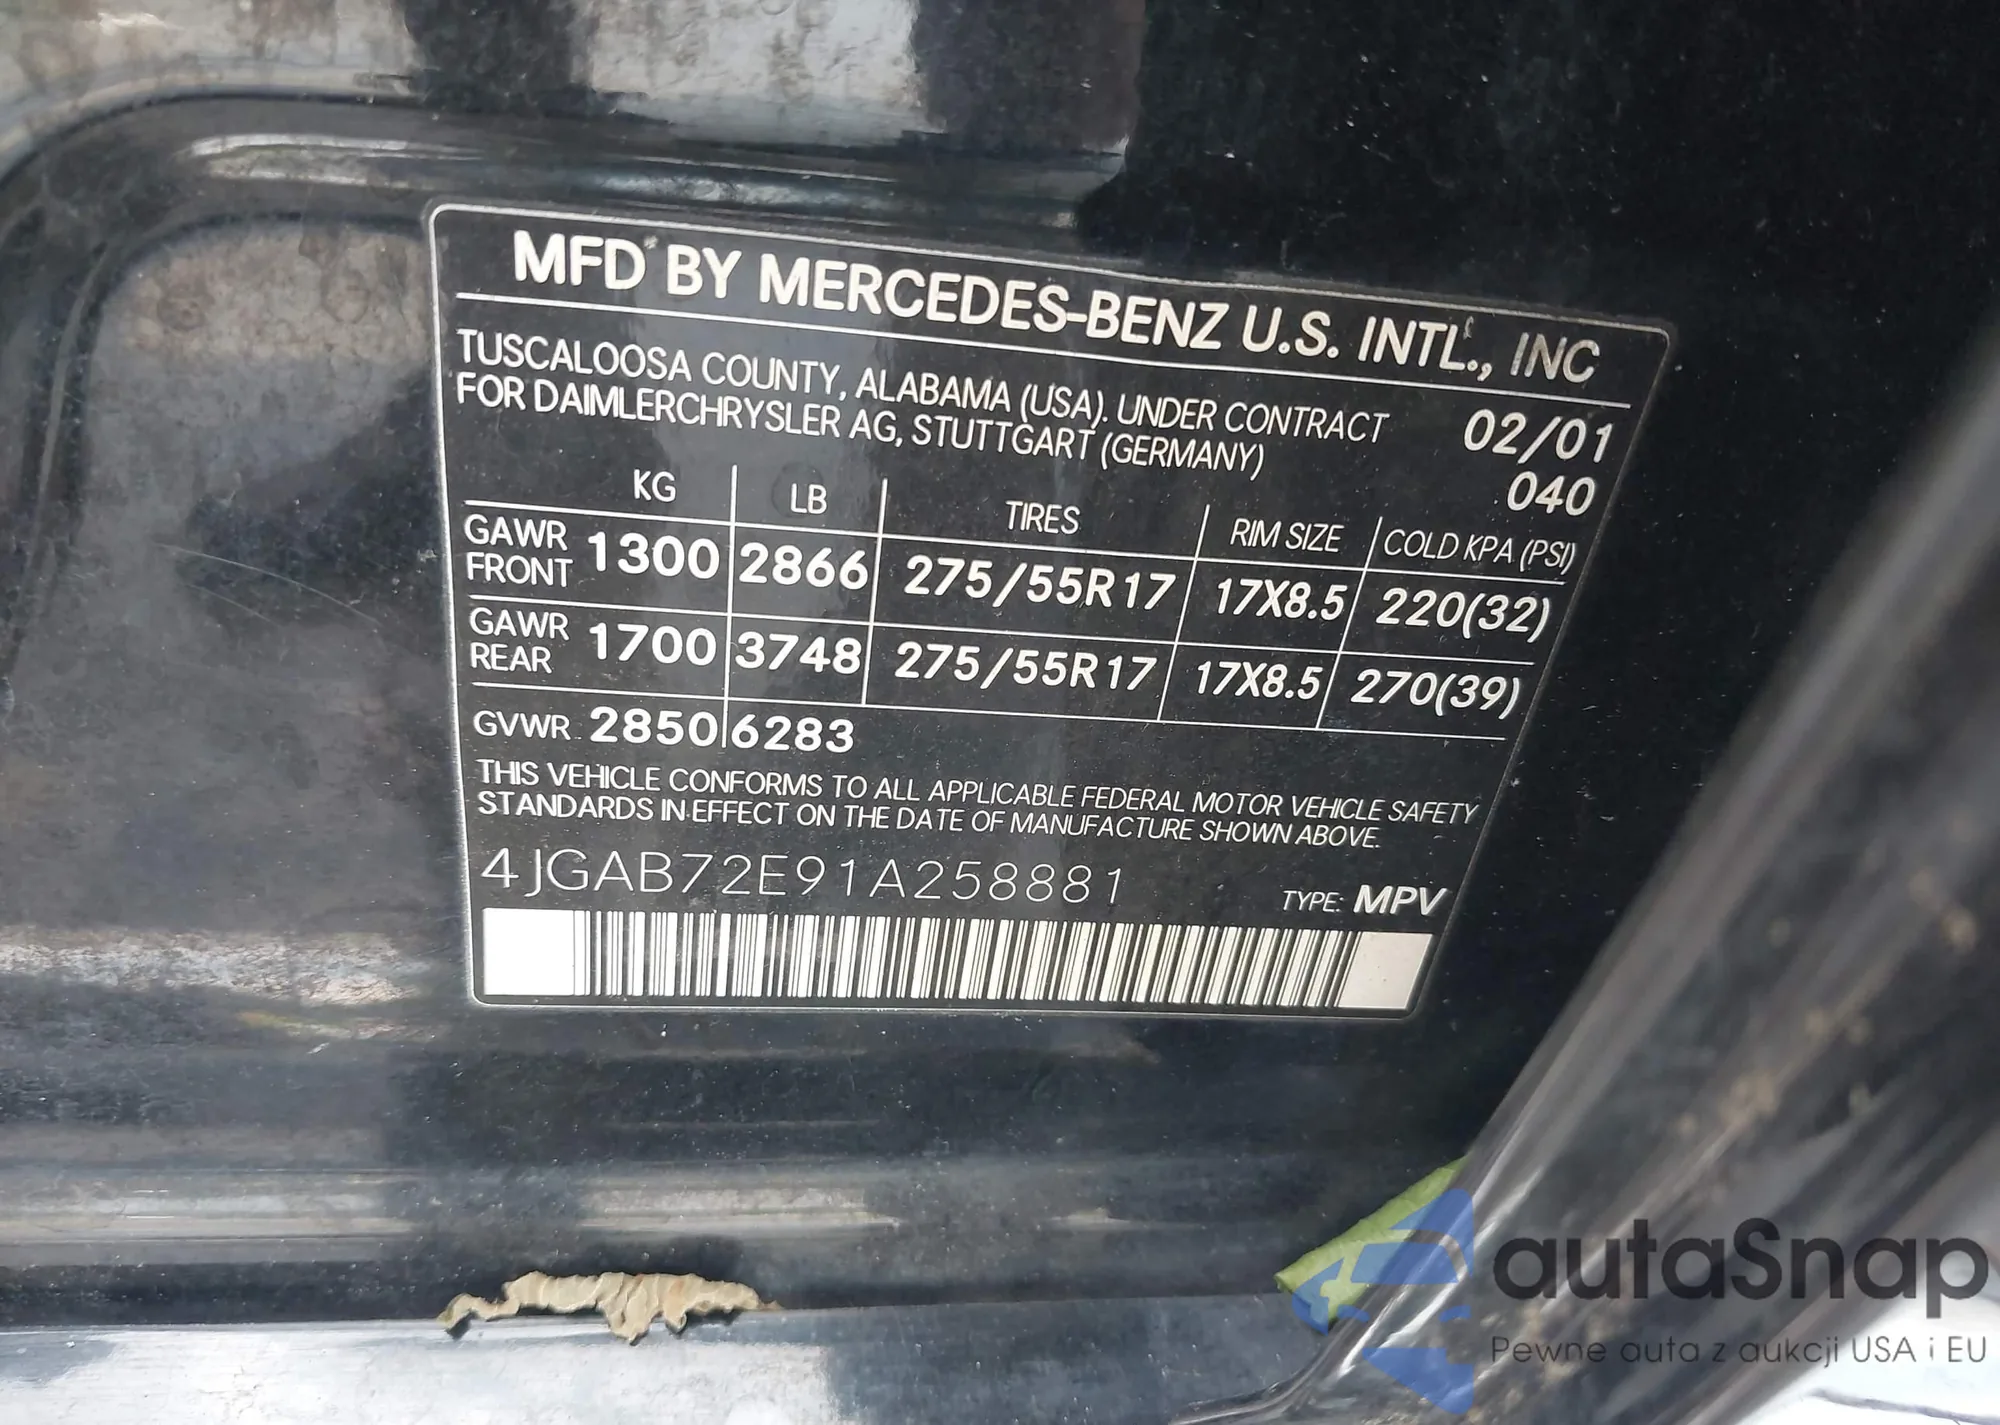 MFD BY MERCEDES-BENZ U.S. INTL., INC
TUSCALOOSA COUNTY, ALABAMA (USA). UNDER CONTRACT 02/01
FOR DAIMLERCHRYSLER AG, STUTTGART (GERMANY) 040
KG LB TIRES RIM SIZE COLD KPA (PSI)
GAWR FRONT 1300 2866 275/55R17 17X8.5 220(32)
GAWR REAR 1700 3748 275/55R17 17X8.5 270(39)
GVWR 2850 6283
THIS VEHICLE CONFORMS TO ALL APPLICABLE FEDERAL MOTOR VEHICLE SAFETY
STANDARDS IN EFFECT ON THE DATE OF MANUFACTURE SHOWN ABOVE.
4JGAB72E91A258881 TYPE: MPV
autaSnap
Pewne auta z aukcji USA i EU